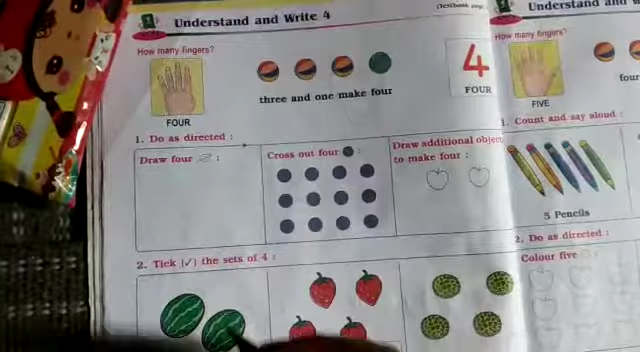 Understand and Write 4
(Textbook page
How many fingers?
FOUR
three and one make four
4
FOUR
1. Do as directed :
Draw four :
Cross out four :
Draw additional object
to make four :
2. Tick (✓) the sets of 4 :
Understand and
How many fingers?
FIVE
four
1. Count and say aloud :
5 Pencils
2. Do as directed :
Colour five :